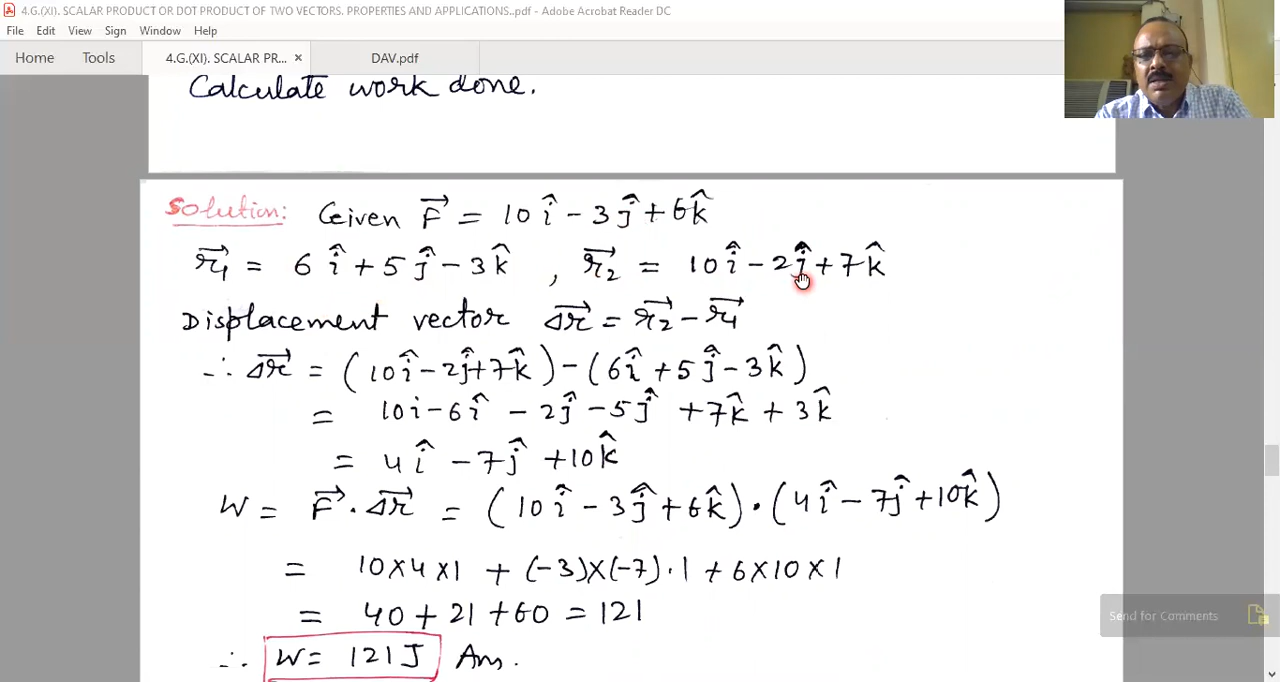 4.G.(XI). SCALAR PRODUCT OR DOT PRODUCT OF TWO VECTORS. PROPERTIES AND APPLICATIONS..pdf - Adobe Acrobat Reader DC
File Edit View Sign Window Help
Home Tools 4.G.(XI). SCALAR PR... × DAV.pdf
Calculate work done.
Solution: Given F⃗ = 10î - 3ĵ + 6k̂
r⃗₁ = 6î + 5ĵ - 3k̂ , r⃗₂ = 10î - 2ĵ + 7k̂
Displacement vector Δr⃗ = r⃗₂ - r⃗₁
∴ Δr⃗ = (10î - 2ĵ + 7k̂) - (6î + 5ĵ - 3k̂)
= 10i - 6î - 2ĵ - 5ĵ + 7k̂ + 3k̂
= 4î - 7ĵ + 10k̂
W = F⃗ . Δr⃗ = (10î - 3ĵ + 6k̂) . (4î - 7ĵ + 10k̂)
= 10×4×1 + (-3)×(-7).1 + 6×10×1
= 40 + 21 + 60 = 121
Send for Comments
∴ W = 121 J Ans.